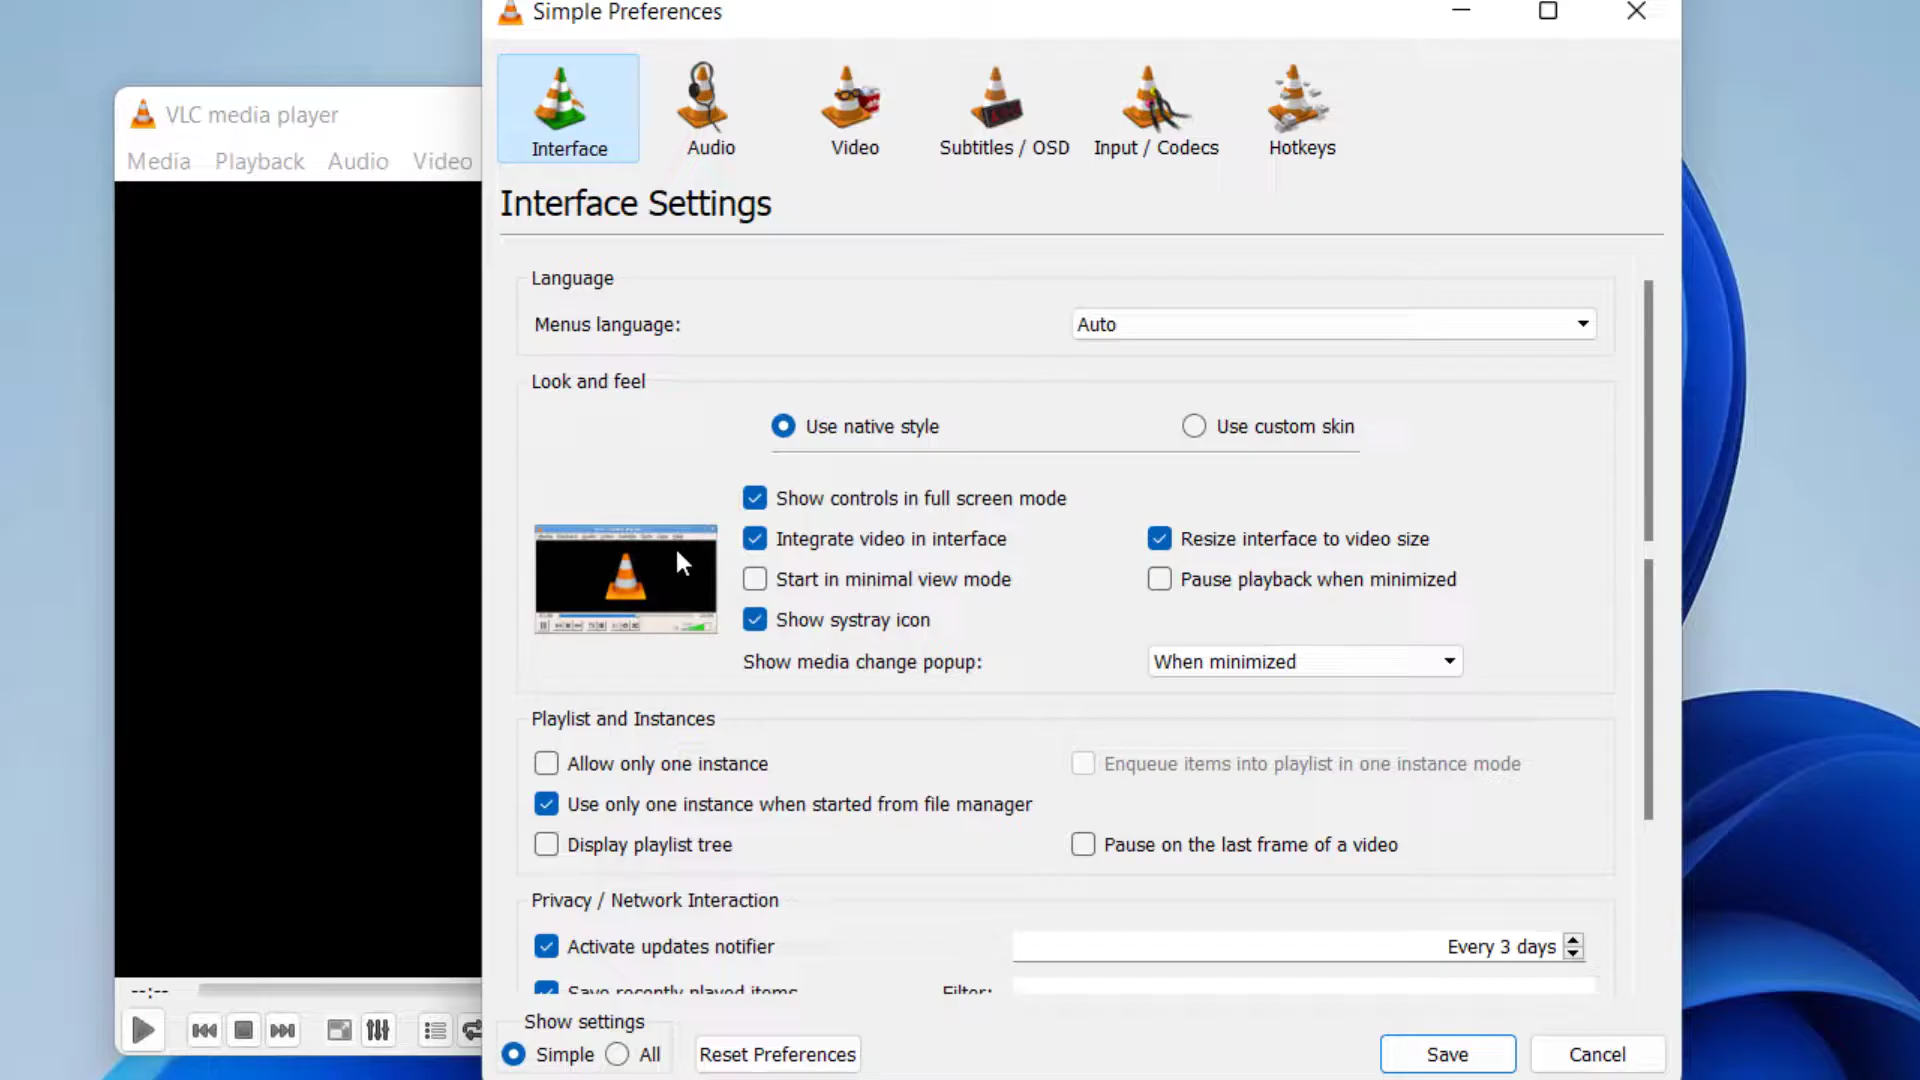 Simple Preferences
VLC media player
Media Playback Audio Video
Interface
Audio
Video
Subtitles / OSD
Input / Codecs
Hotkeys
Interface Settings
Language
Menus language:
Auto
Look and feel
Use native style
Use custom skin
Show controls in full screen mode
Integrate video in interface
Resize interface to video size
Start in minimal view mode
Pause playback when minimized
Show systray icon
Show media change popup:
When minimized
Playlist and Instances
Allow only one instance
Enqueue items into playlist in one instance mode
Use only one instance when started from file manager
Display playlist tree
Pause on the last frame of a video
Privacy / Network Interaction
Activate updates notifier
Every 3 days
Save recently played items
Filter:
--:--
Show settings
Simple
All
Reset Preferences
Save
Cancel